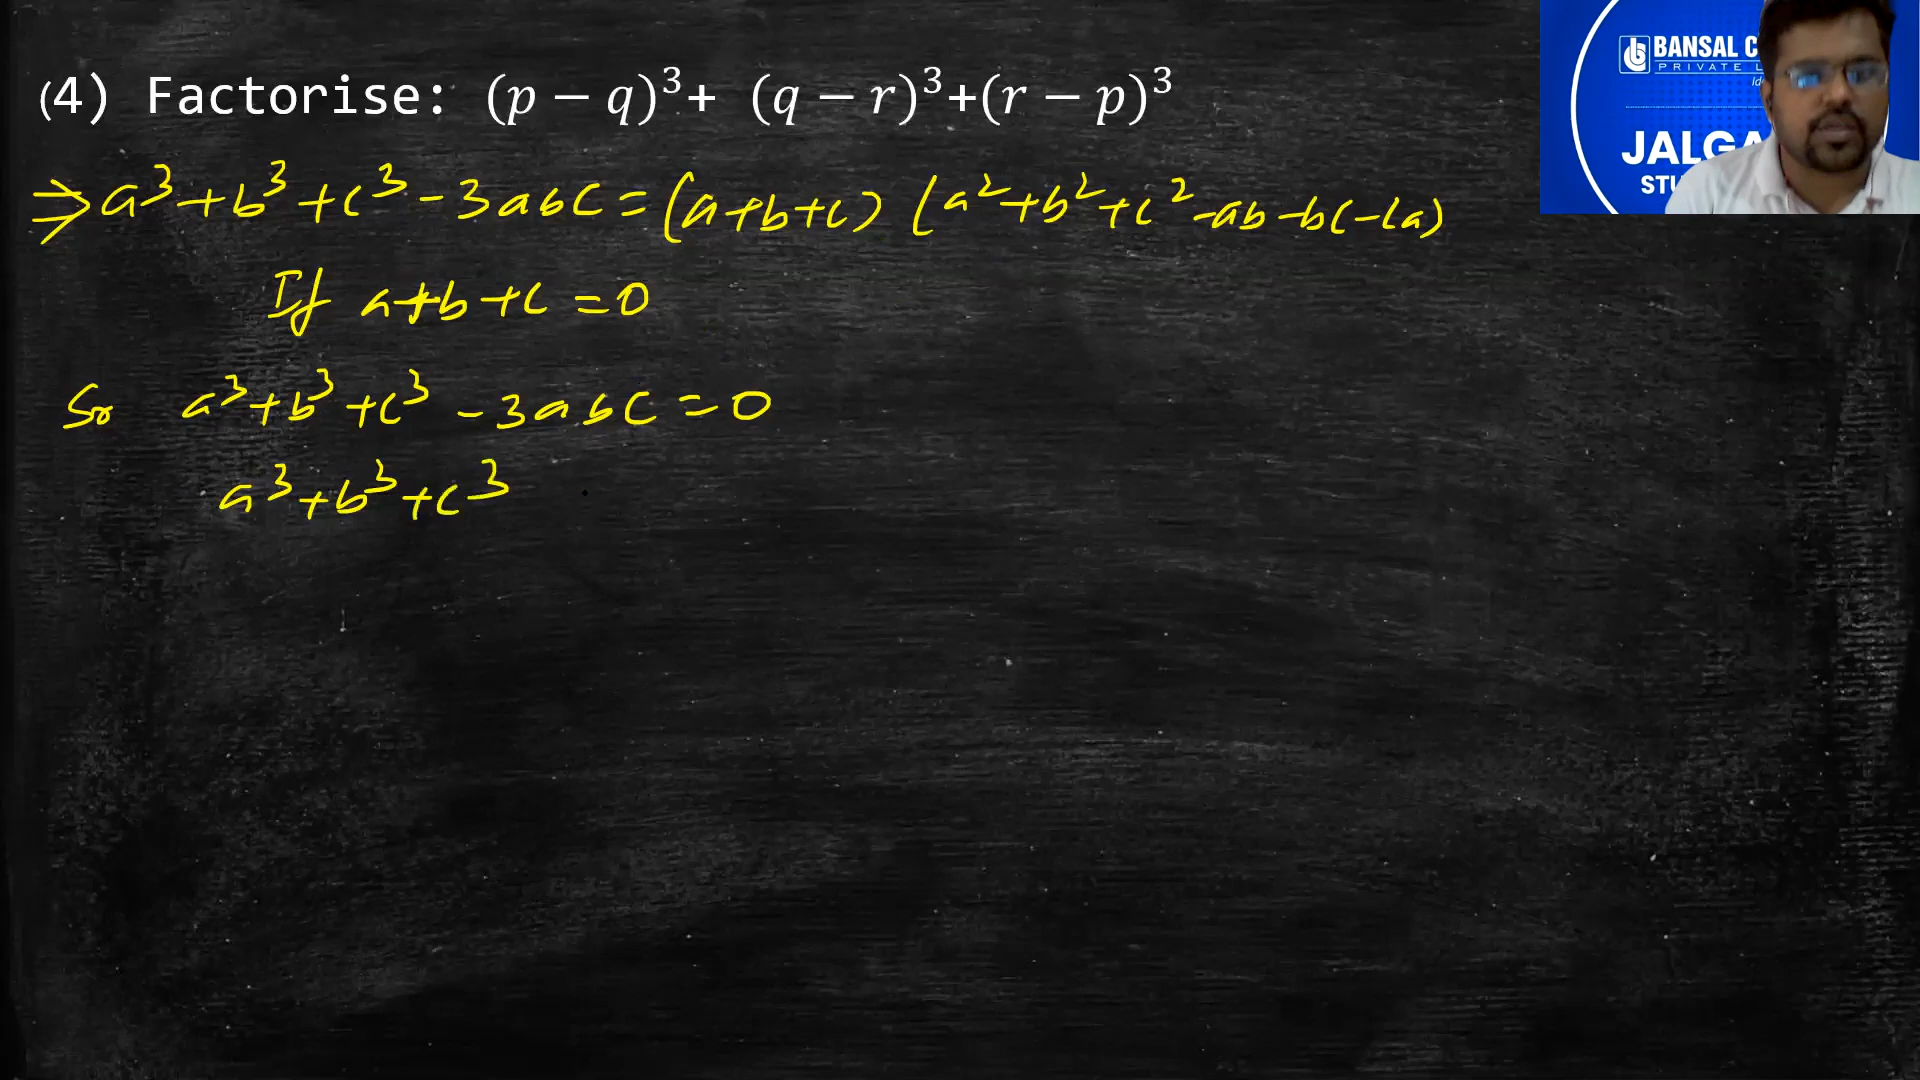 (4) Factorise: (p − q)³+ (q − r)³+(r − p)³
⇒ a³+b³+c³-3abc=(a+b+c) (a²+b²+c²-ab-bc-ca)
If a+b+c=0
So a³+b³+c³-3abc=0
a³+b³+c³
BANSAL C
PRIVATE L
Id
JALGA
STU